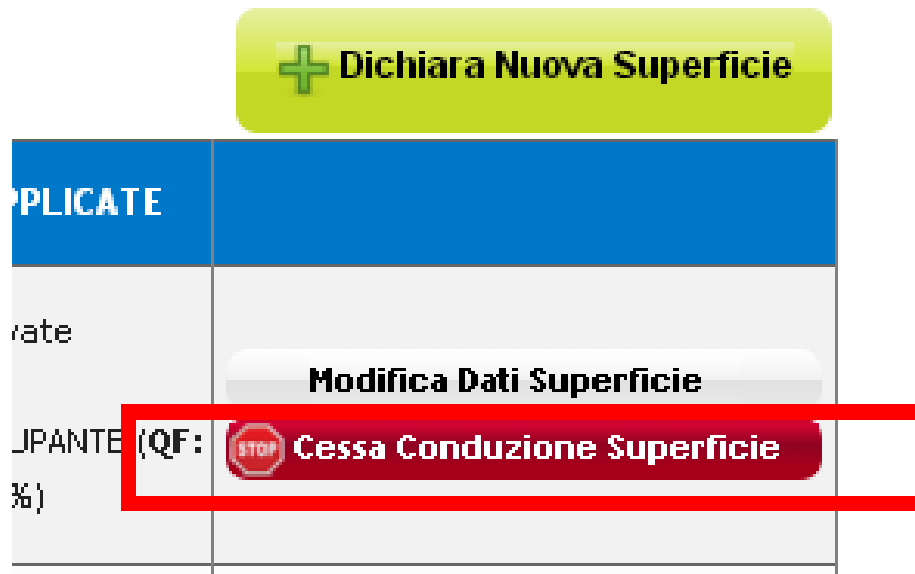 Dichiara Nuova Superficie
PPLICATE
vate
Modifica Dati Superficie
UPANTE (QF:
STOP Cessa Conduzione Superficie
%)